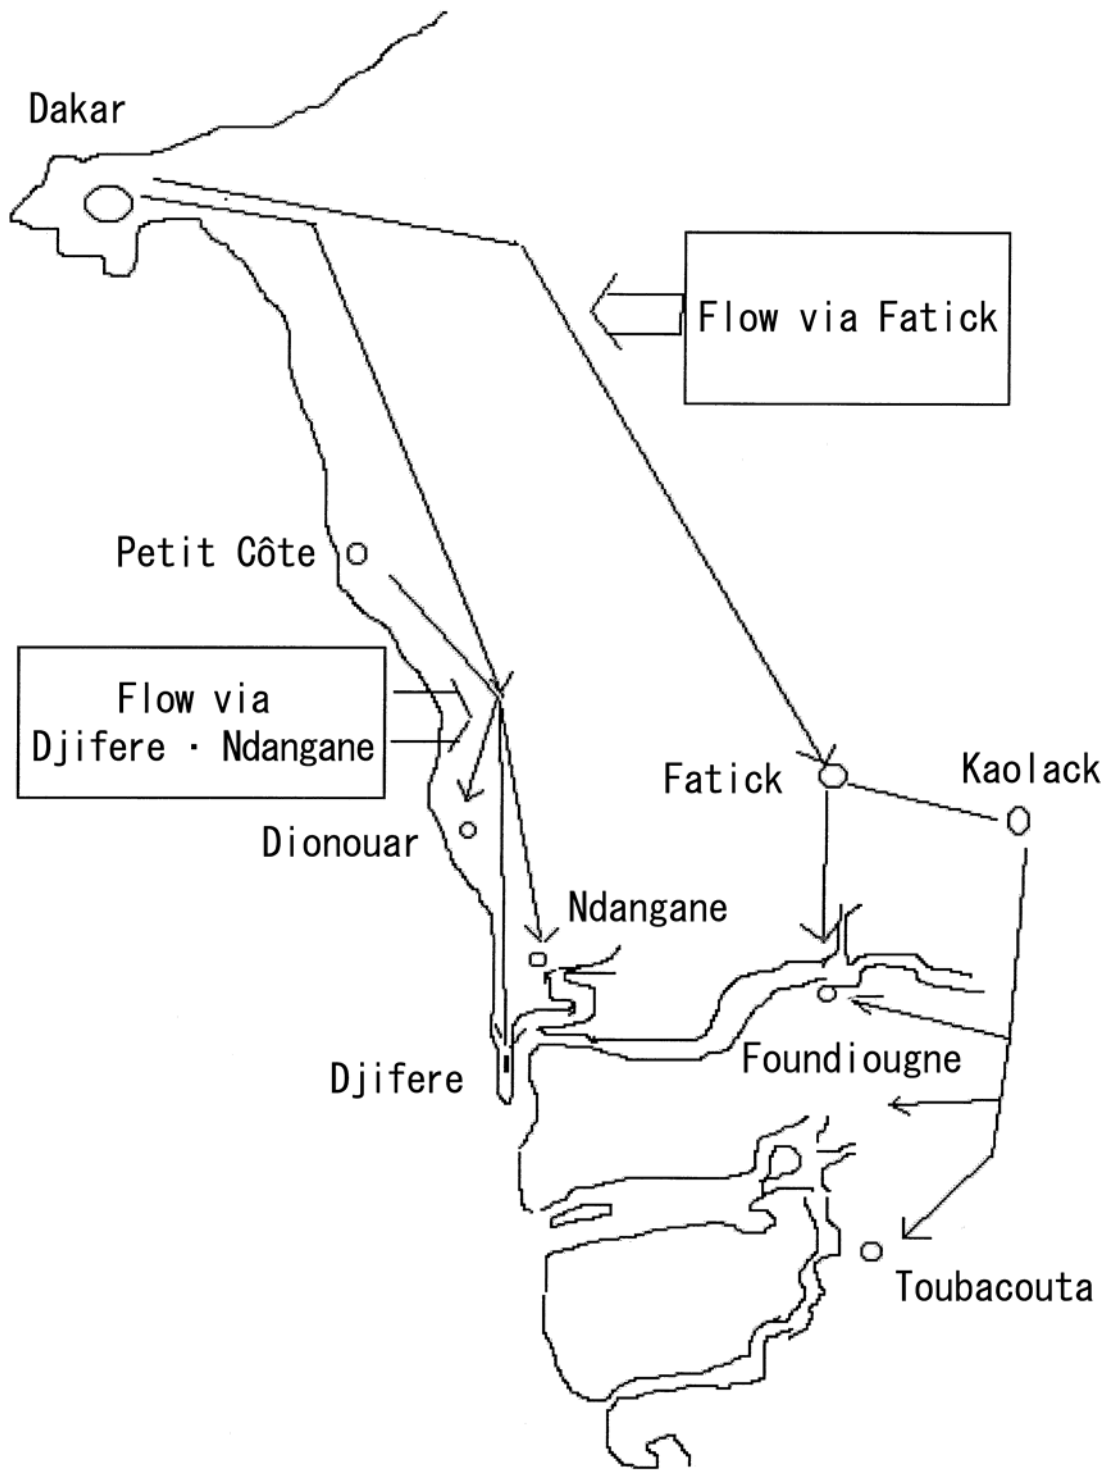 Dakar
Flow via Fatick
Petit Côte
Flow via
Djifere · Ndangane
Fatick
Kaolack
Dionouar
Ndangane
Foundiougne
Djifere
Toubacouta